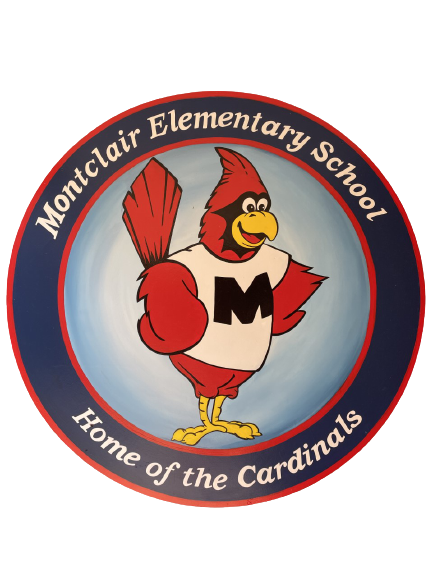 Montclair Elementary School
M
Home of the Cardinals